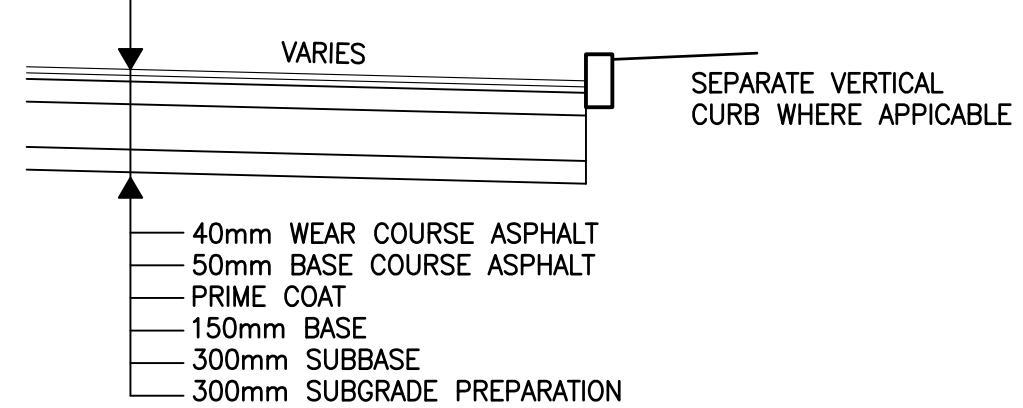 VARIES
SEPARATE VERTICAL
CURB WHERE APPICABLE
40mm WEAR COURSE ASPHALT
50mm BASE COURSE ASPHALT
PRIME COAT
150mm BASE
300mm SUBBASE
300mm SUBGRADE PREPARATION